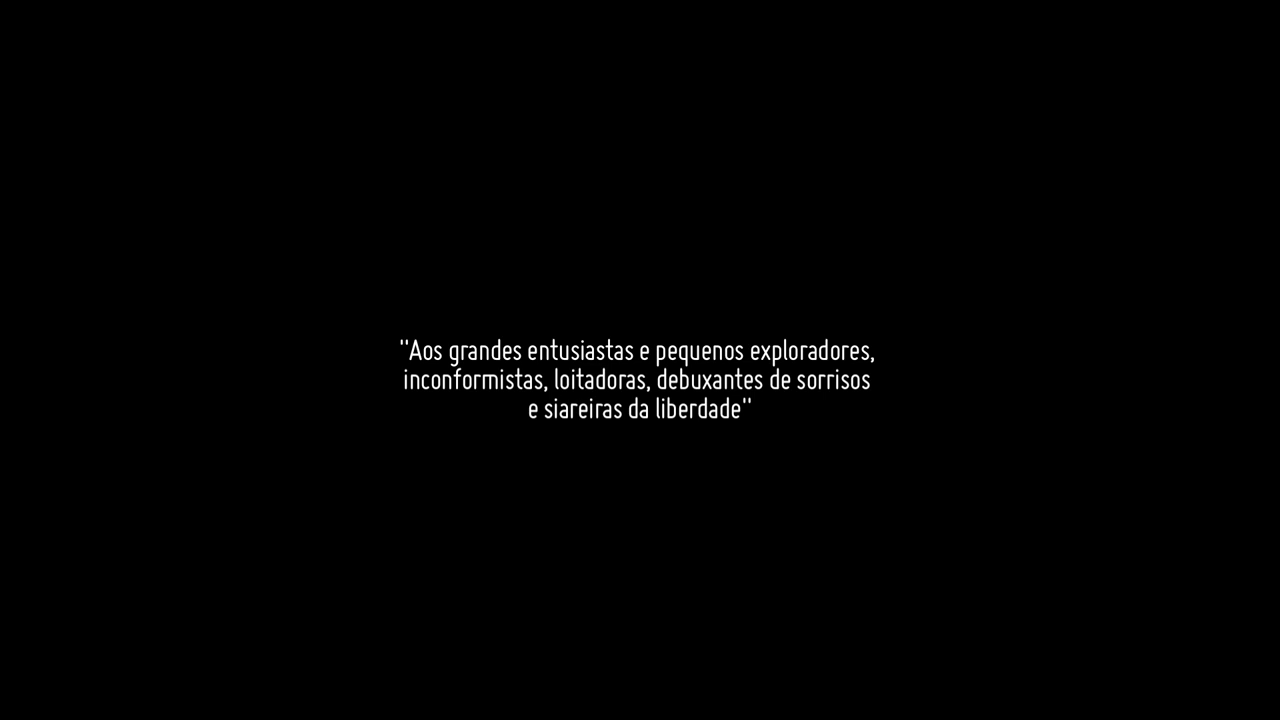 "Aos grandes entusiastas e pequenos exploradores,
inconformistas, loitadoras, debuxantes de sorrisos
e siareiras da liberdade"